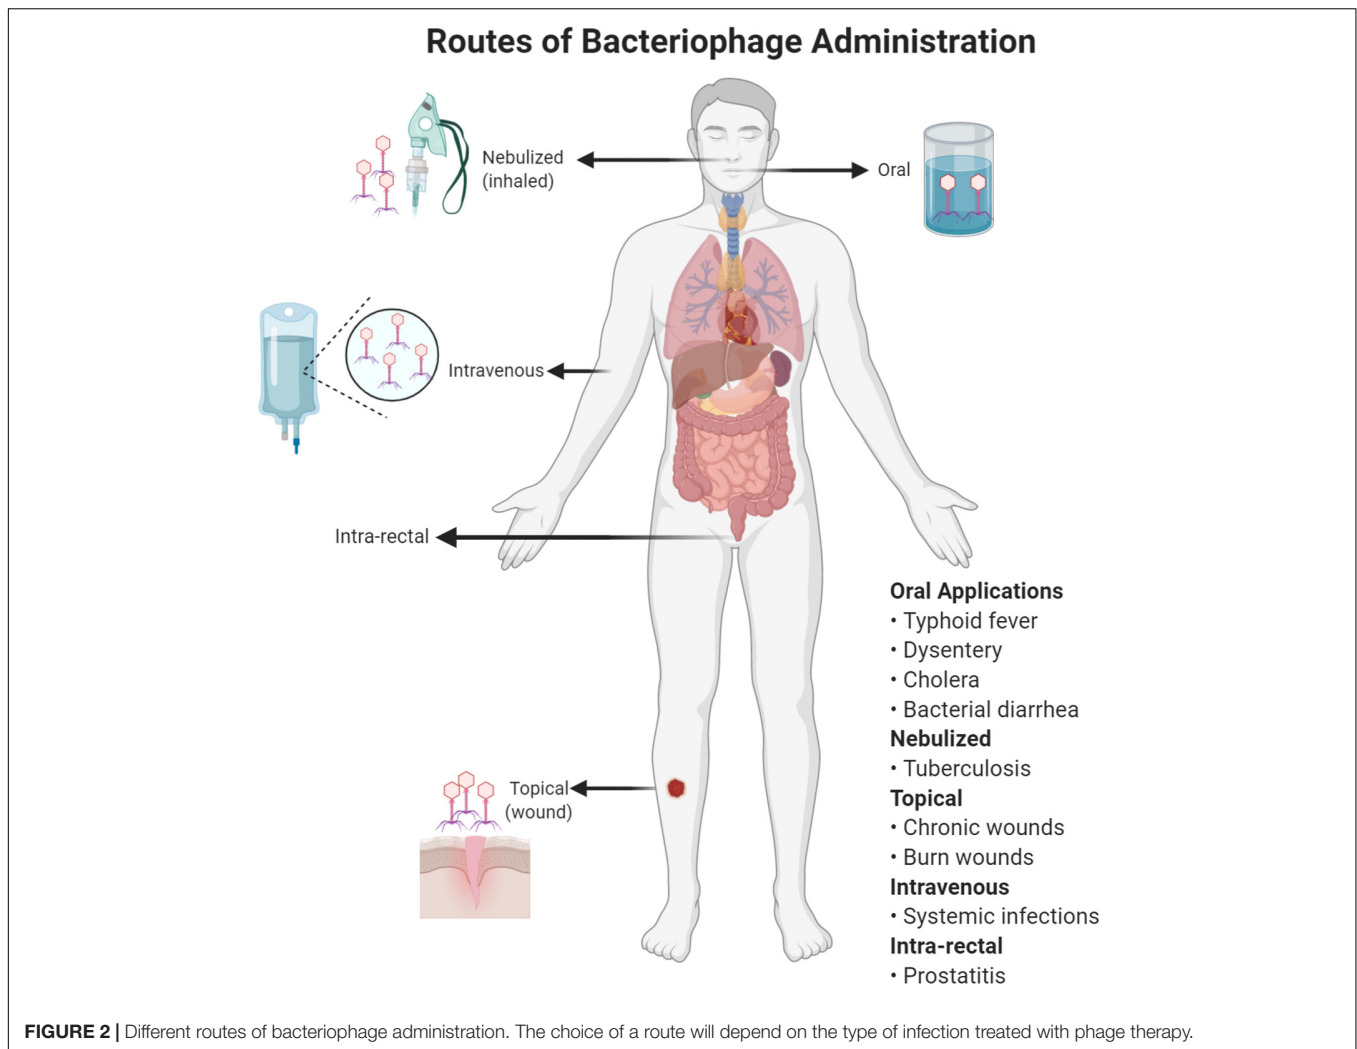 Routes of Bacteriophage Administration
Nebulized
(inhaled)
Oral
Intravenous
Intra-rectal
Topical
(wound)
Oral Applications
• Typhoid fever
• Dysentery
• Cholera
• Bacterial diarrhea
Nebulized
• Tuberculosis
Topical
• Chronic wounds
• Burn wounds
Intravenous
• Systemic infections
Intra-rectal
• Prostatitis
FIGURE 2 | Different routes of bacteriophage administration. The choice of a route will depend on the type of infection treated with phage therapy.